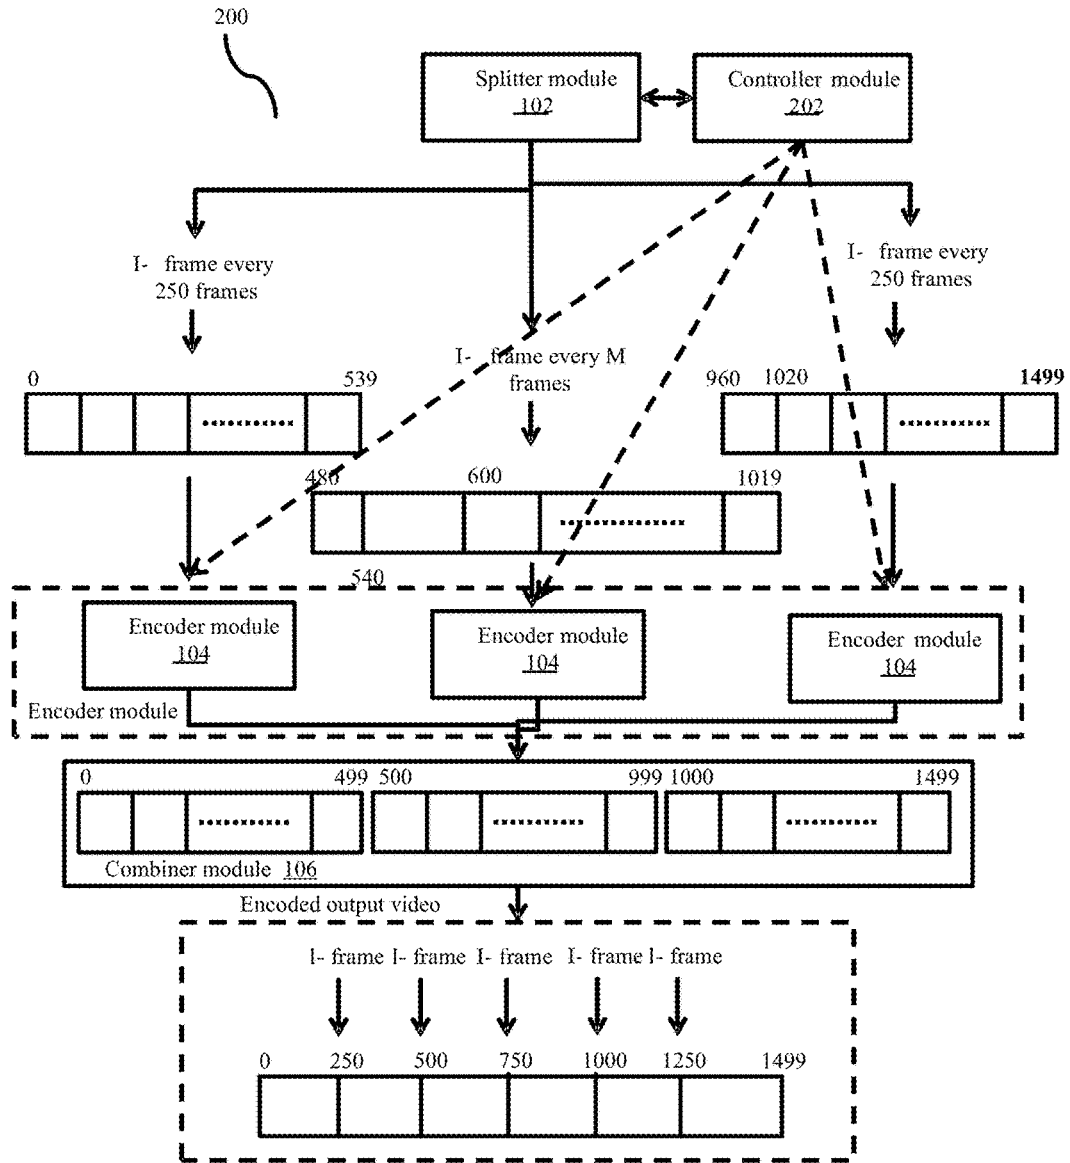 200
Splitter module
102
Controller module
202
I- frame every
250 frames
I- frame every M
frames
I- frame every
250 frames
0 539
960 1020 1499
480 600 1019
540
Encoder module
104
Encoder module
104
Encoder module
104
Encoder module
0 499 500 999 1000 1499
Combiner module 106
Encoded output video
I- frame I- frame I- frame I- frame I- frame
0 250 500 750 1000 1250 1499